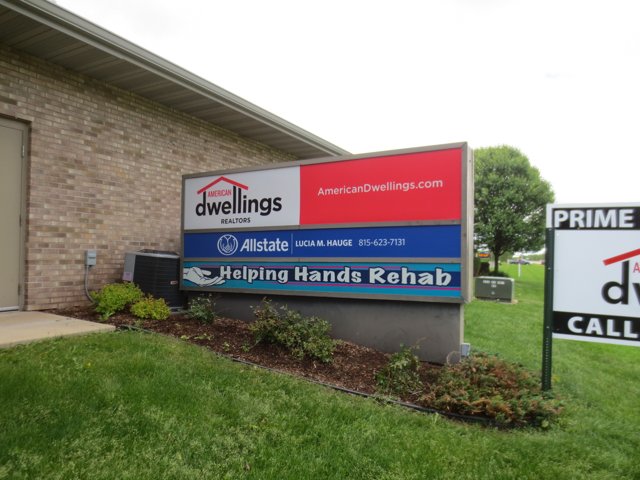 AMERICAN
dwellings
REALTORS
AmericanDwellings.com
Allstate LUCIA M. HAUGE 815-623-7131
Helping Hands Rehab
PRIME
CALL